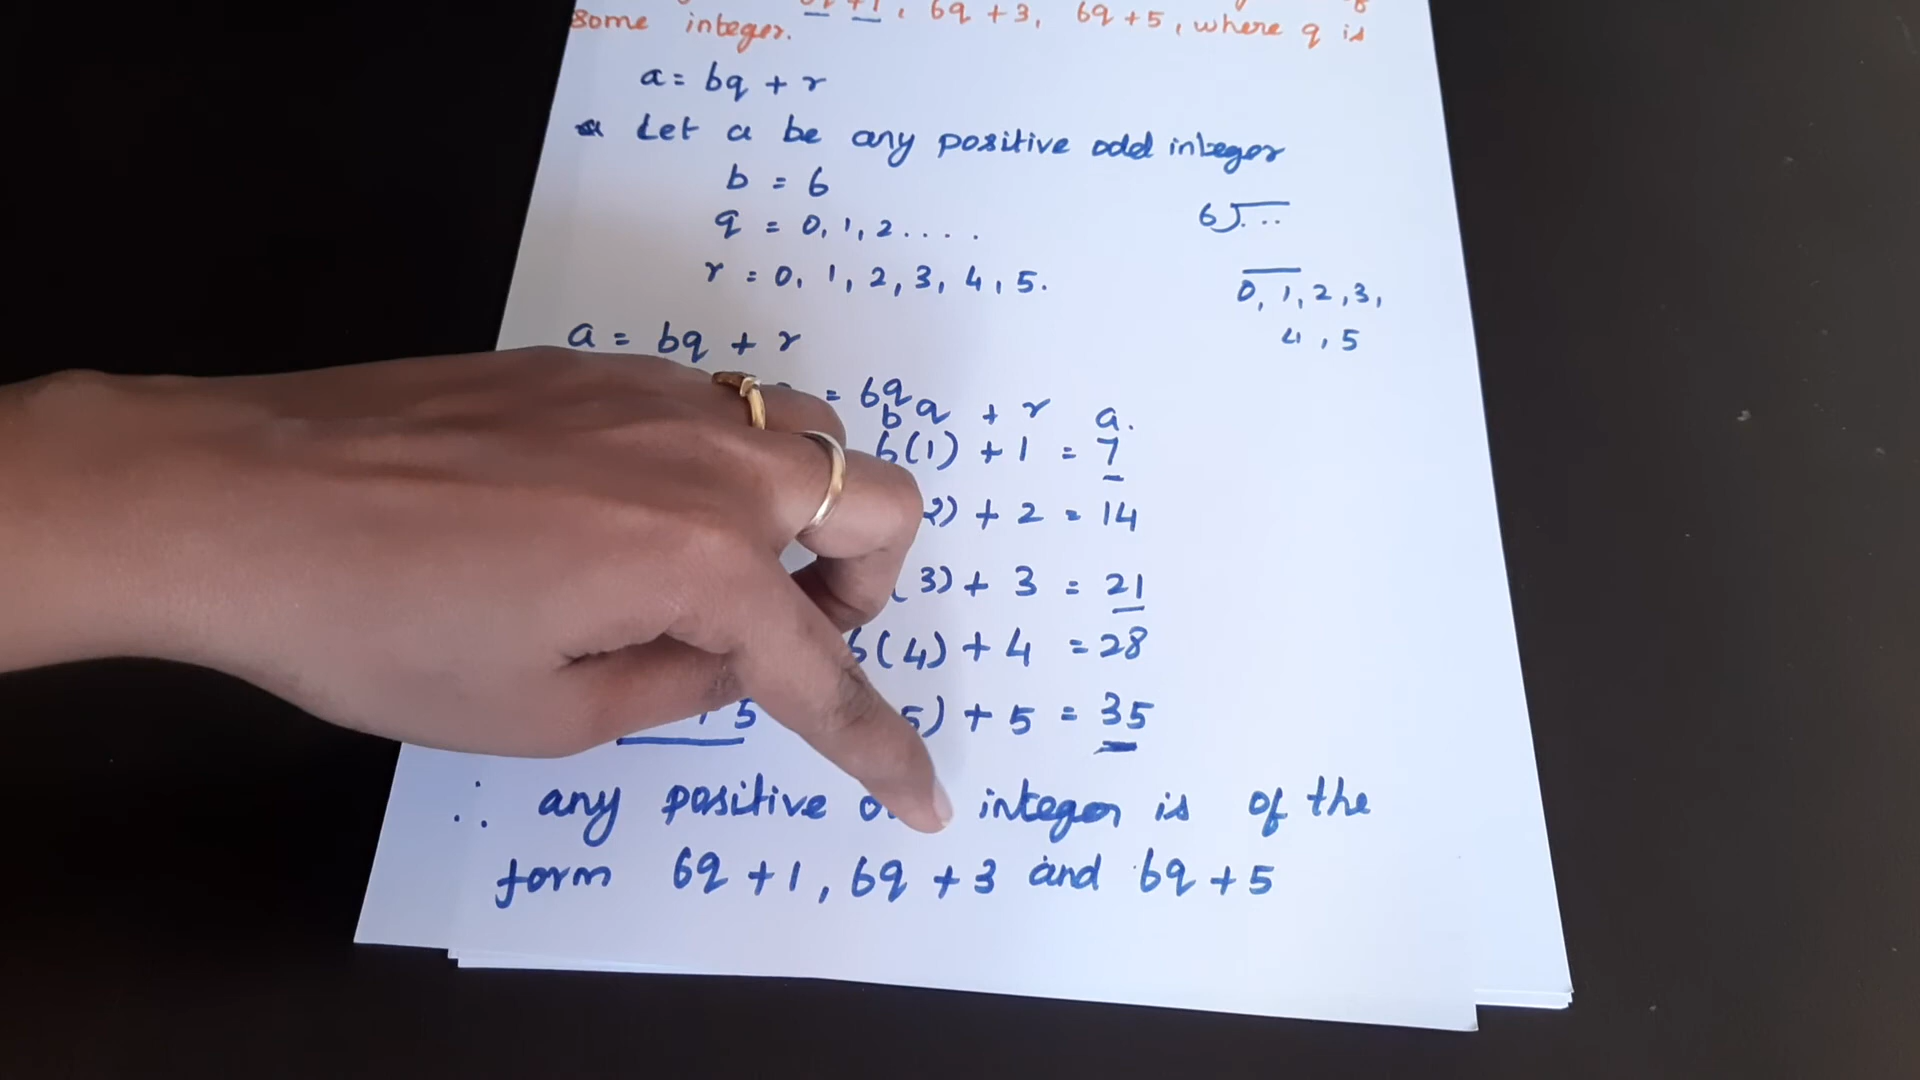 6q + 3, 6q + 5, where q is
some integer.
a = bq + r
Let a be any positive odd integer
b = 6
q = 0, 1, 2 . . . .
6) . . .
r = 0, 1, 2, 3, 4, 5.
0, 1, 2, 3,
4, 5
a = bq + r
= 6q
b q + r a.
6(1) + 1 = 7
2) + 2 = 14
(3) + 3 = 21
6(4) + 4 = 28
5 5) + 5 = 35
∴ any positive integer is of the
form 6q + 1, 6q + 3 and 6q + 5